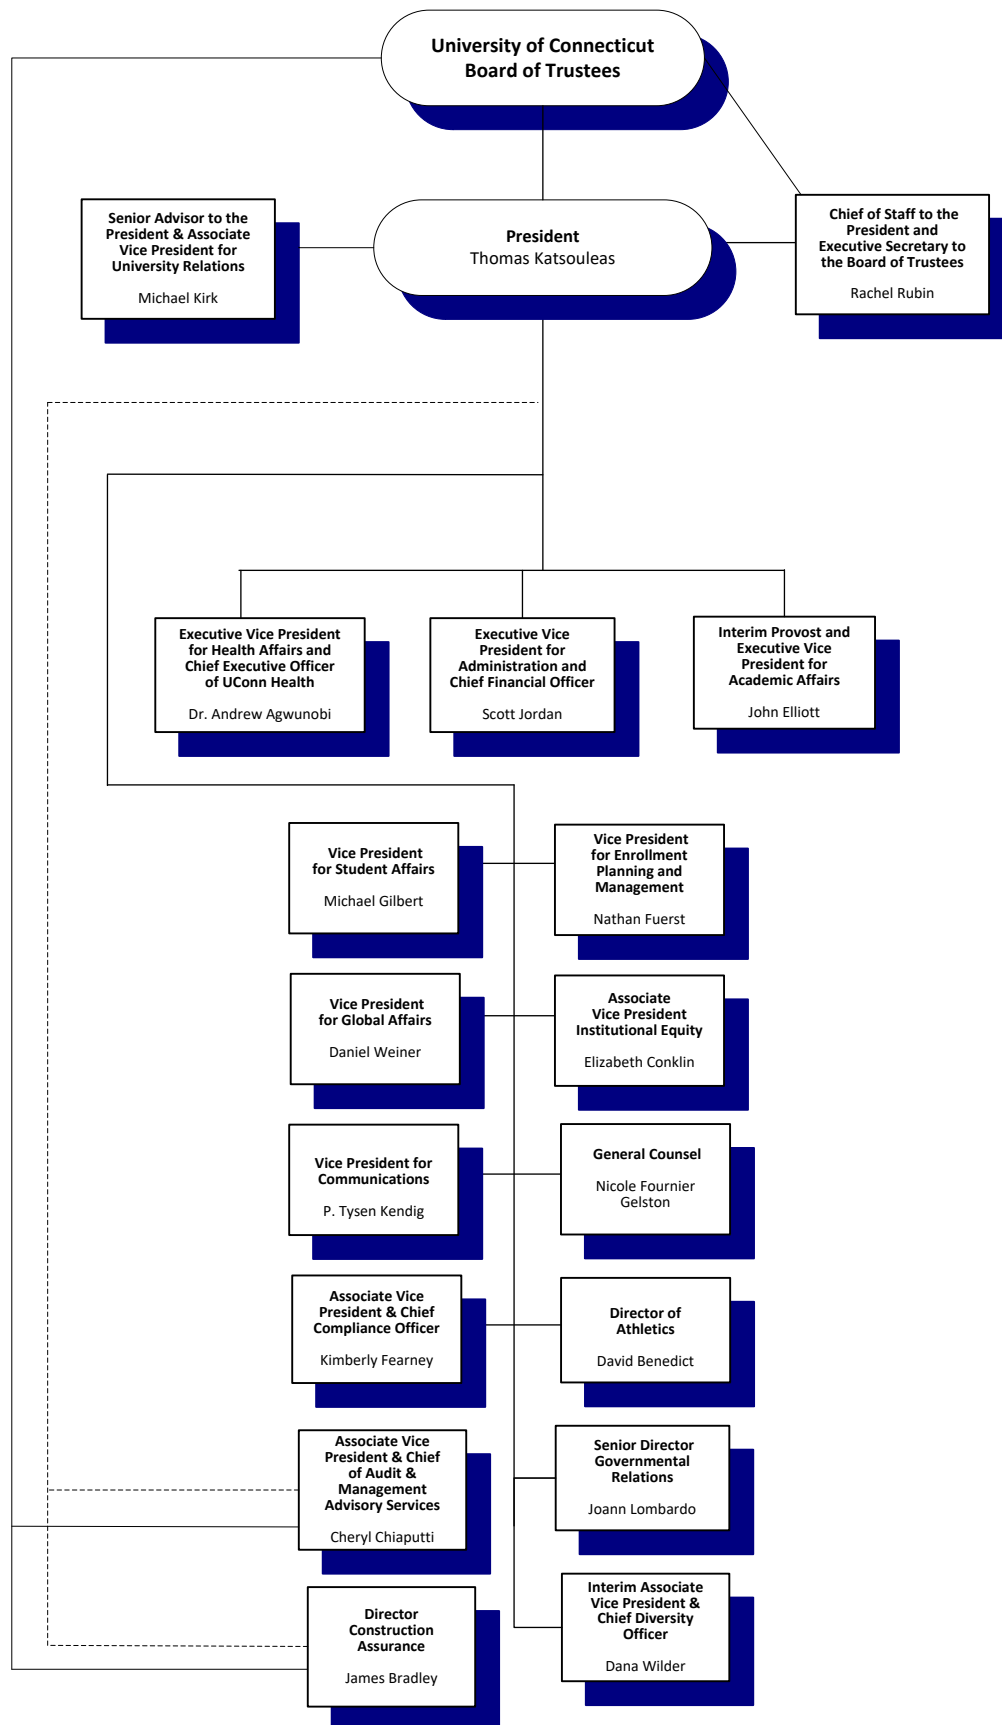 University of Connecticut
Board of Trustees
Senior Advisor to the
President & Associate
Vice President for
University Relations
Michael Kirk
President
Thomas Katsouleas
Chief of Staff to the
President and
Executive Secretary to
the Board of Trustees
Rachel Rubin
Executive Vice President
for Health Affairs and
Chief Executive Officer
of UConn Health
Dr. Andrew Agwunobi
Executive Vice
President for
Administration and
Chief Financial Officer
Scott Jordan
Interim Provost and
Executive Vice
President for
Academic Affairs
John Elliott
Vice President
for Student Affairs
Michael Gilbert
Vice President
for Enrollment
Planning and
Management
Nathan Fuerst
Vice President
for Global Affairs
Daniel Weiner
Associate
Vice President
Institutional Equity
Elizabeth Conklin
Vice President for
Communications
P. Tysen Kendig
General Counsel
Nicole Fournier
Gelston
Associate Vice
President & Chief
Compliance Officer
Kimberly Fearney
Director of
Athletics
David Benedict
Associate Vice
President & Chief
of Audit &
Management
Advisory Services
Cheryl Chiaputti
Senior Director
Governmental
Relations
Joann Lombardo
Director
Construction
Assurance
James Bradley
Interim Associate
Vice President &
Chief Diversity
Officer
Dana Wilder